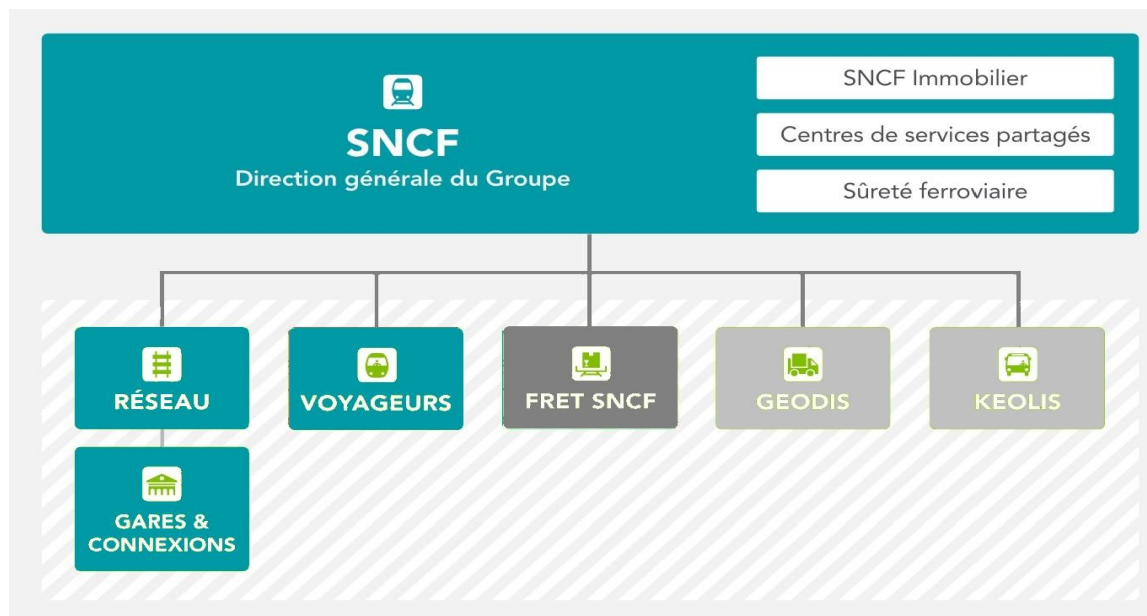 SNCF
Direction générale du Groupe
SNCF Immobilier
Centres de services partagés
Sûreté ferroviaire
RÉSEAU
VOYAGEURS
FRET SNCF
GEODIS
KEOLIS
GARES &
CONNEXIONS